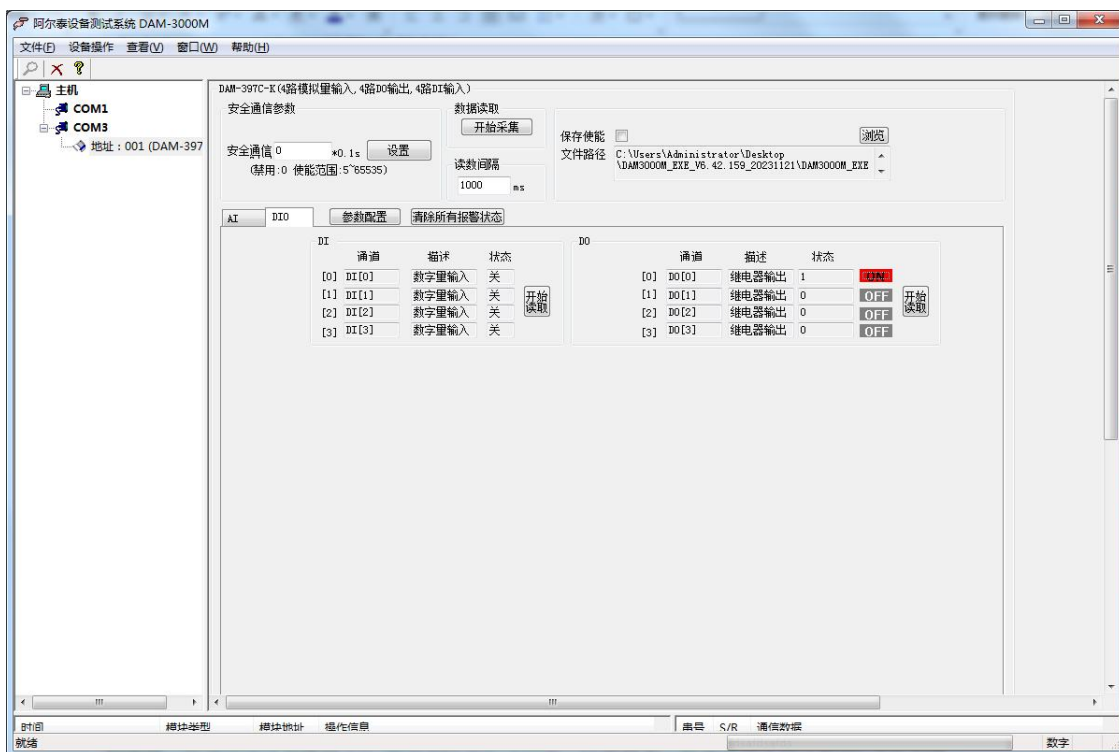 阿尔泰设备测试系统 DAM-3000M
文件(F) 设备操作 查看(V) 窗口(W) 帮助(H)
主机
COM1
COM3
地址：001 (DAM-397
DAM-397C-K(4路模拟量输入,4路DO输出,4路DI输入)
安全通信参数
安全通信 0 *0.1s 设置
(禁用:0 使能范围:5~65535)
数据读取
开始采集
读数间隔
1000 ms
保存使能 浏览
文件路径 C:\Users\Administrator\Desktop
\DAM3000M_EXE_V6.42.159_20231121\DAM3000M_EXE
AI DIO 参数配置 清除所有报警状态
DI
通道 描述 状态
[0] DI[0] 数字量输入 关
[1] DI[1] 数字量输入 关
[2] DI[2] 数字量输入 关
[3] DI[3] 数字量输入 关
开始
读取
DO
通道 描述 状态
[0] DO[0] 继电器输出 1
[1] DO[1] 继电器输出 0 OFF
[2] DO[2] 继电器输出 0 OFF
[3] DO[3] 继电器输出 0 OFF
开始
读取
时间 模块类型 模块地址 操作信息 串号 S/R 通信数据
就绪 数字